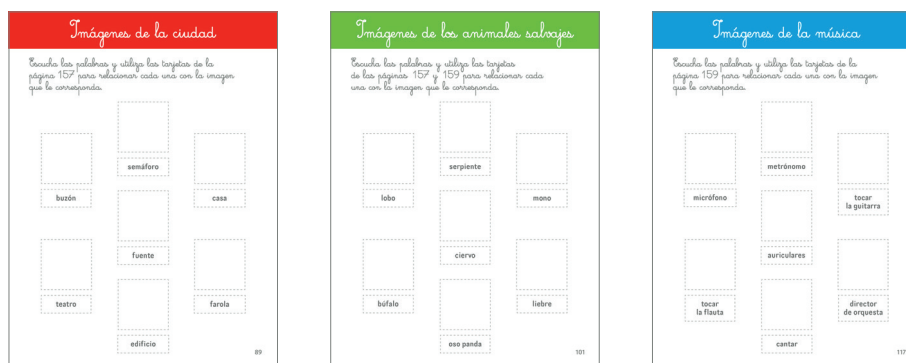 Imágenes de la ciudad
Escucha las palabras y utiliza las tarjetas de la
página 157 para relacionar cada una con la imagen
que le corresponda.
semáforo
buzón
casa
fuente
teatro
farola
edificio
89
Imágenes de los animales salvajes
Escucha las palabras y utiliza las tarjetas
de las páginas 157 y 159 para relacionar cada
una con la imagen que le corresponda.
serpiente
lobo
mono
ciervo
búfalo
liebre
oso panda
101
Imágenes de la música
Escucha las palabras y utiliza las tarjetas de la
página 159 para relacionar cada una con la imagen
que le corresponda.
metrónomo
micrófono
tocar
la guitarra
auriculares
tocar
la flauta
director
de orquesta
cantar
117